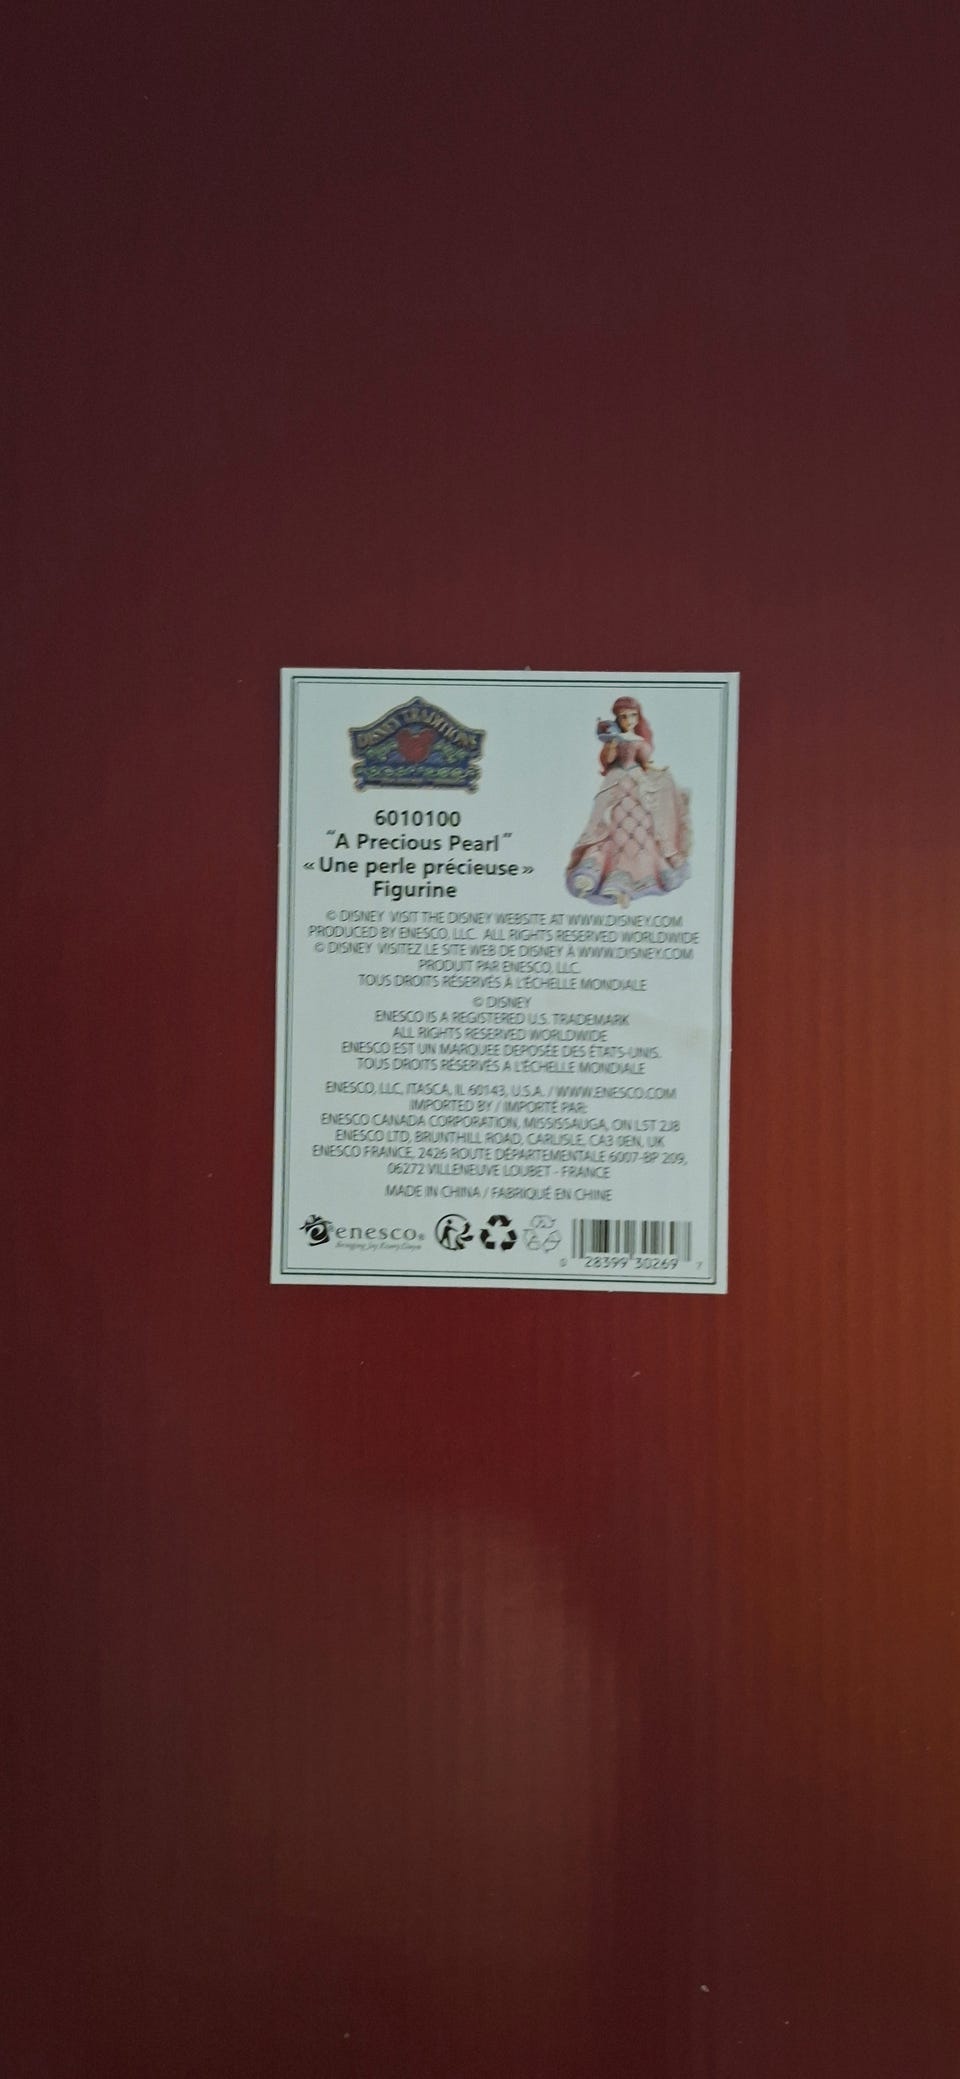 DISNEY TRADITIONS
6010100
"A Precious Pearl"
«Une perle précieuse»
Figurine
© DISNEY VISIT THE DISNEY WEBSITE AT WWW.DISNEY.COM
PRODUCED BY ENESCO, LLC. ALL RIGHTS RESERVED WORLDWIDE
© DISNEY VISITEZ LE SITE WEB DE DISNEY À WWW.DISNEY.COM
PRODUIT PAR ENESCO, LLC.
TOUS DROITS RÉSERVÉS À L'ÉCHELLE MONDIALE
© DISNEY
ENESCO IS A REGISTERED U.S. TRADEMARK
ALL RIGHTS RESERVED WORLDWIDE
ENESCO EST UN MARQUEE DEPOSÉE DES ÉTATS-UNIS.
TOUS DROITS RÉSERVÉS A L'ÉCHELLE MONDIALE
ENESCO, LLC, ITASCA, IL 60143, U.S.A. / WWW.ENESCO.COM
IMPORTED BY / IMPORTÉ PAR:
ENESCO CANADA CORPORATION, MISSISSAUGA, ON L5T 2J8
ENESCO LTD, BRUNTHILL ROAD, CARLISLE, CA3 0EN, UK
ENESCO FRANCE, 2426 ROUTE DÉPARTEMENTALE 6007-BP 209,
06272 VILLENEUVE LOUBET - FRANCE
MADE IN CHINA / FABRIQUÉ EN CHINE
enesco®
Bringing Joy Every Day®
0 28399 30269 7